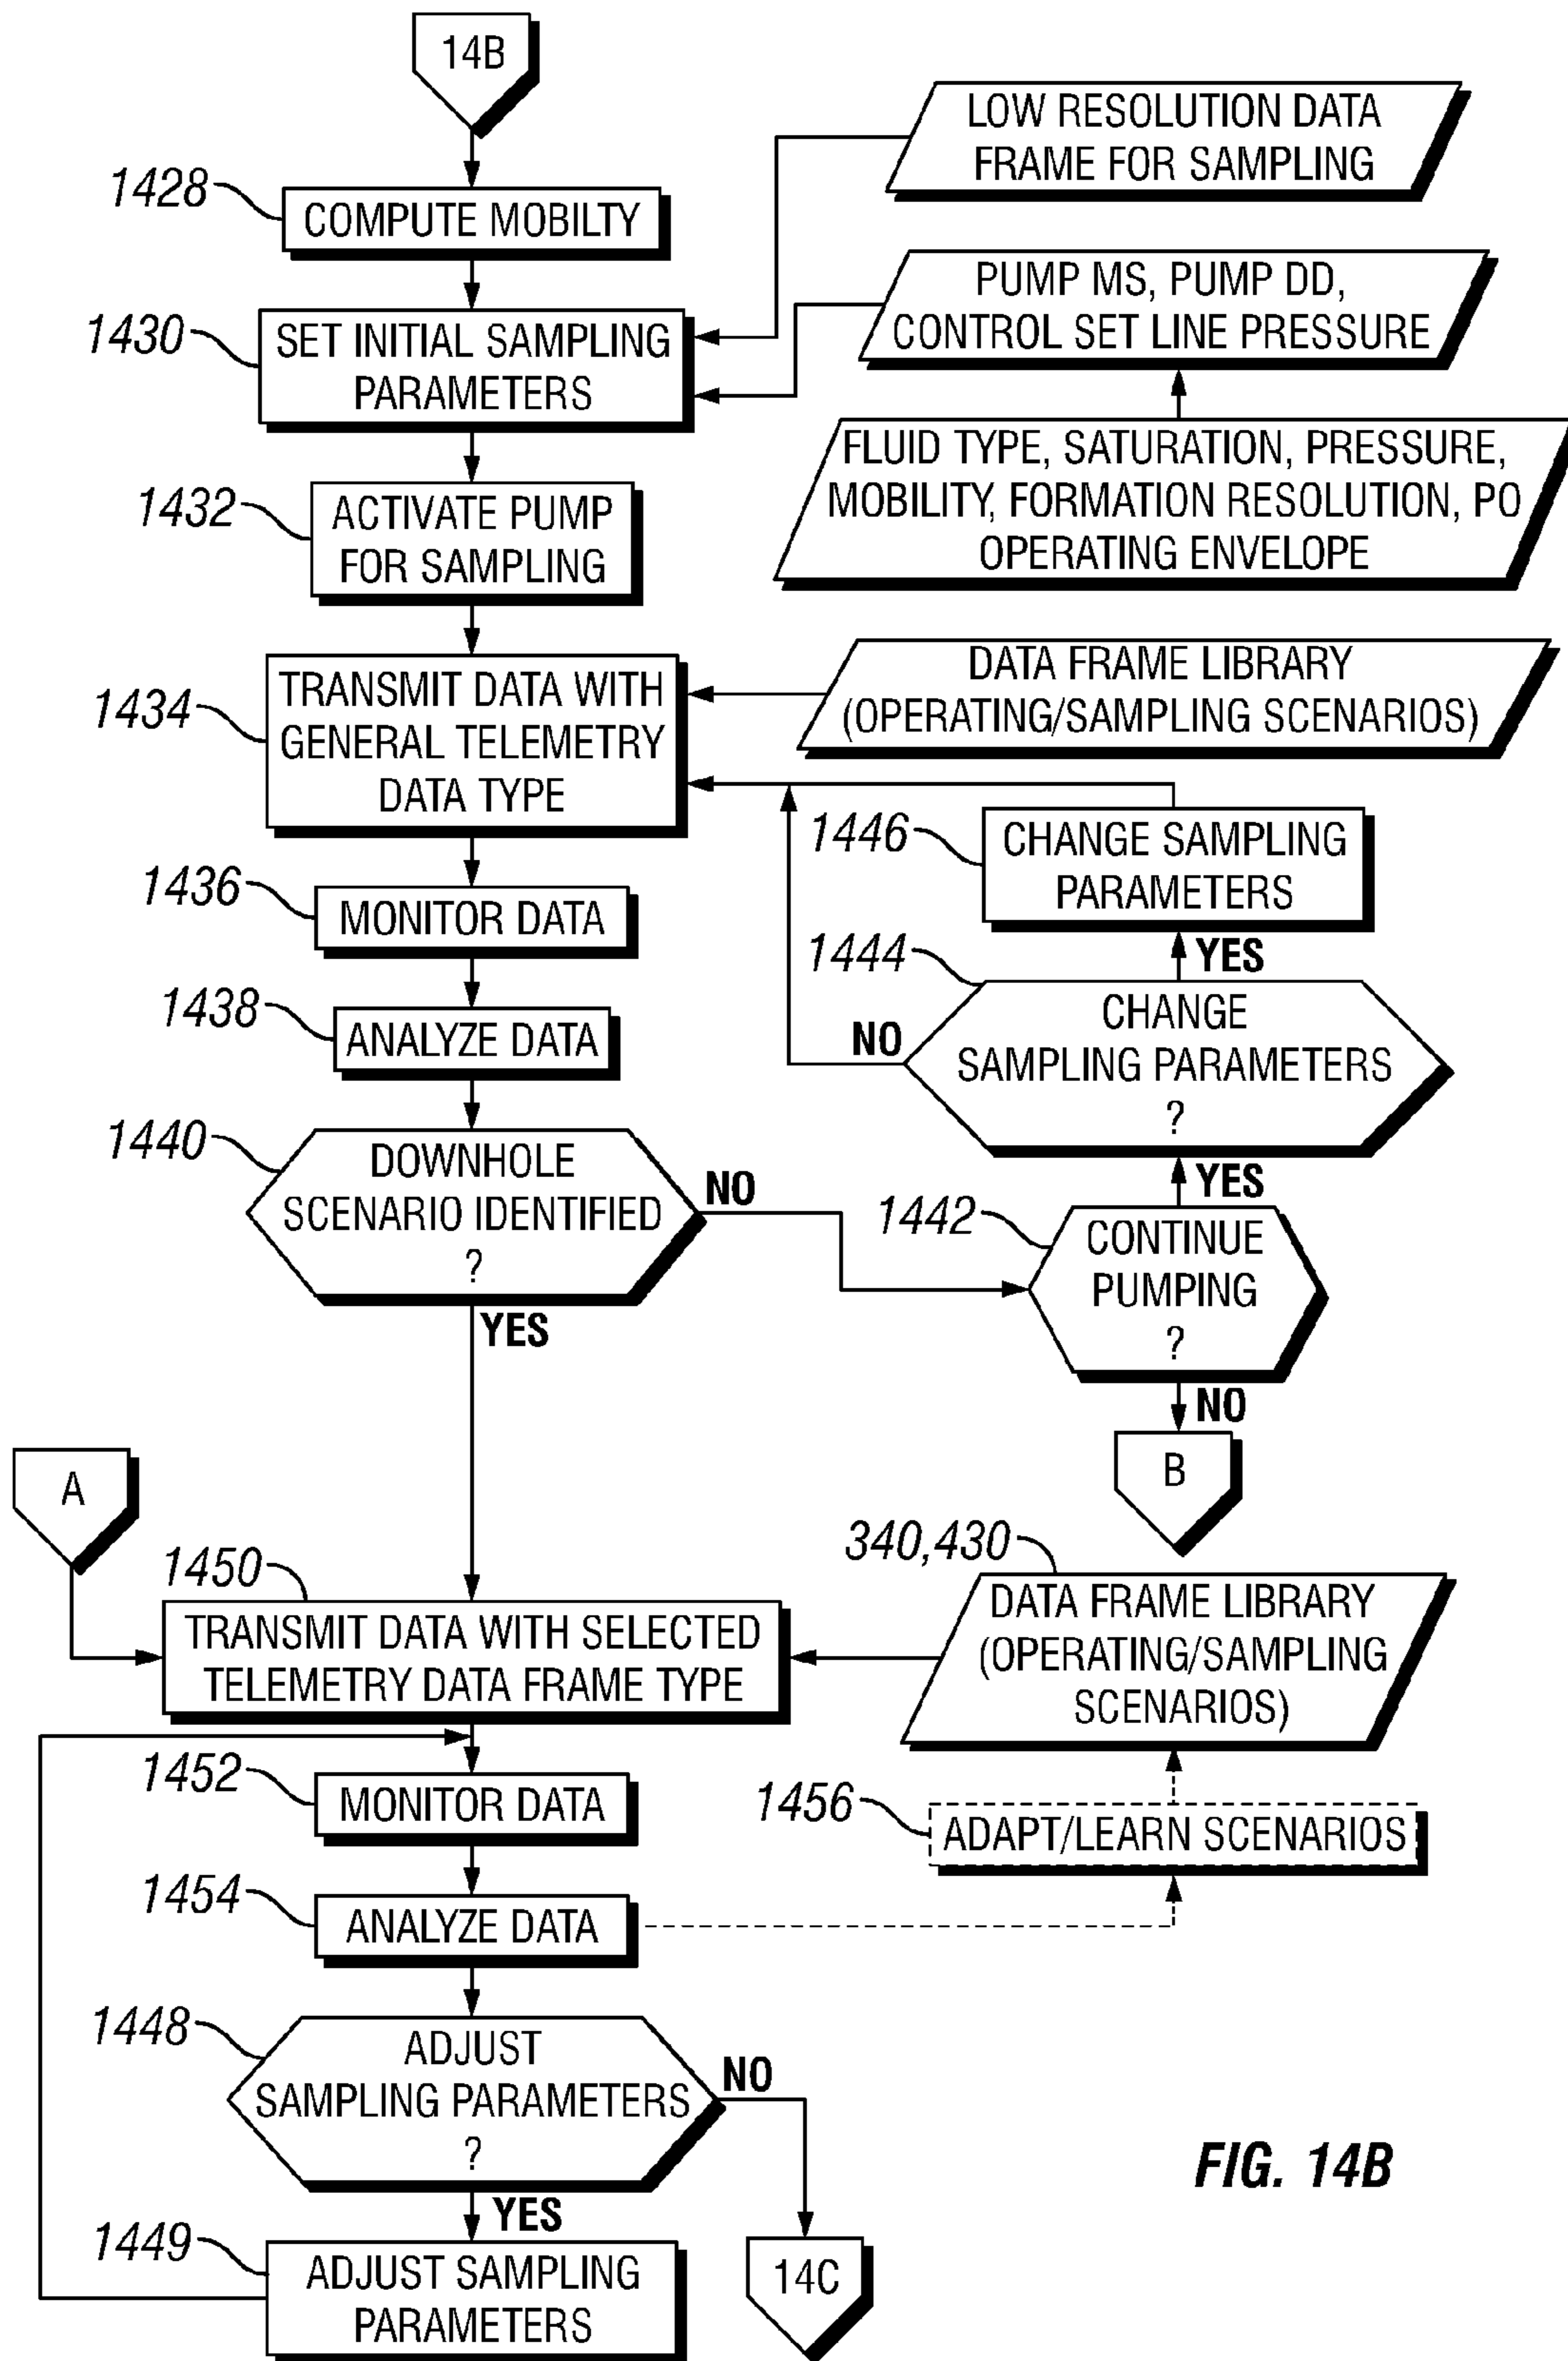 14B
LOW RESOLUTION DATA
FRAME FOR SAMPLING
1428
COMPUTE MOBILTY
PUMP MS, PUMP DD,
CONTROL SET LINE PRESSURE
1430
SET INITIAL SAMPLING
PARAMETERS
FLUID TYPE, SATURATION, PRESSURE,
MOBILITY, FORMATION RESOLUTION, PO
OPERATING ENVELOPE
1432
ACTIVATE PUMP
FOR SAMPLING
DATA FRAME LIBRARY
(OPERATING/SAMPLING SCENARIOS)
1434
TRANSMIT DATA WITH
GENERAL TELEMETRY
DATA TYPE
1446
CHANGE SAMPLING
PARAMETERS
1436
MONITOR DATA
YES
1444
CHANGE
SAMPLING PARAMETERS
?
NO
1438
ANALYZE DATA
1440
DOWNHOLE
SCENARIO IDENTIFIED
?
NO
YES
YES
1442
CONTINUE
PUMPING
?
NO
B
A
340,430
DATA FRAME LIBRARY
(OPERATING/SAMPLING
SCENARIOS)
1450
TRANSMIT DATA WITH SELECTED
TELEMETRY DATA FRAME TYPE
1452
MONITOR DATA
1456
ADAPT/LEARN SCENARIOS
1454
ANALYZE DATA
1448
ADJUST
SAMPLING PARAMETERS
?
NO
YES
FIG. 14B
1449
ADJUST SAMPLING
PARAMETERS
14C